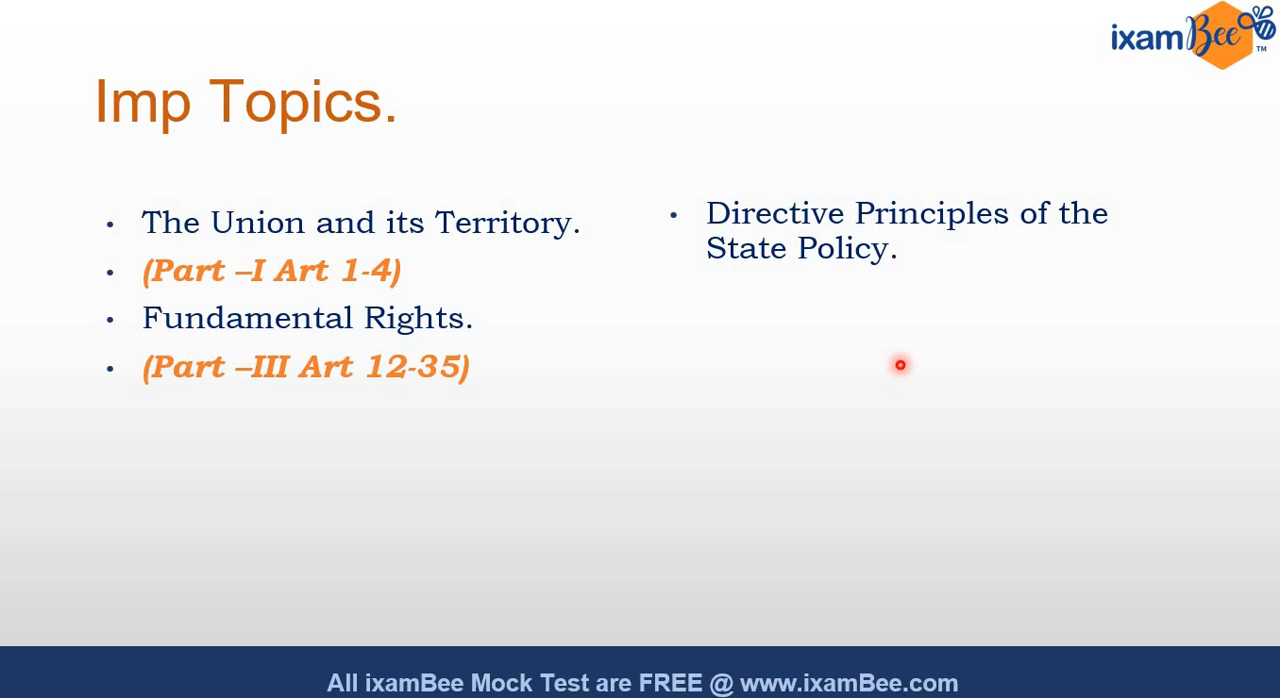 ixamBee™
Imp Topics.
• The Union and its Territory.
• (Part –I Art 1-4)
• Fundamental Rights.
• (Part –III Art 12-35)
• Directive Principles of the
State Policy.
All ixamBee Mock Test are FREE @ www.ixamBee.com